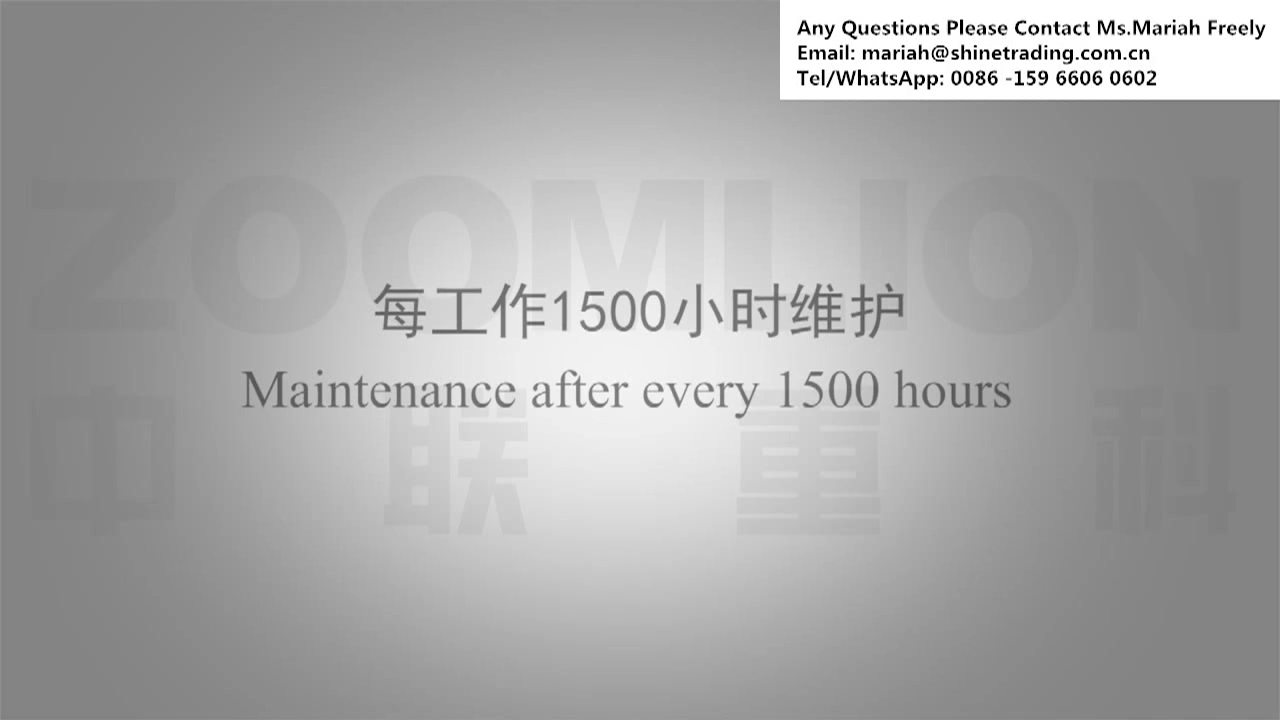 Any Questions Please Contact Ms.Mariah Freely
Email: mariah@shinetrading.com.cn
Tel/WhatsApp: 0086 -159 6606 0602
ZOOMLION
每工作1500小时维护
Maintenance after every 1500 hours
中联重科